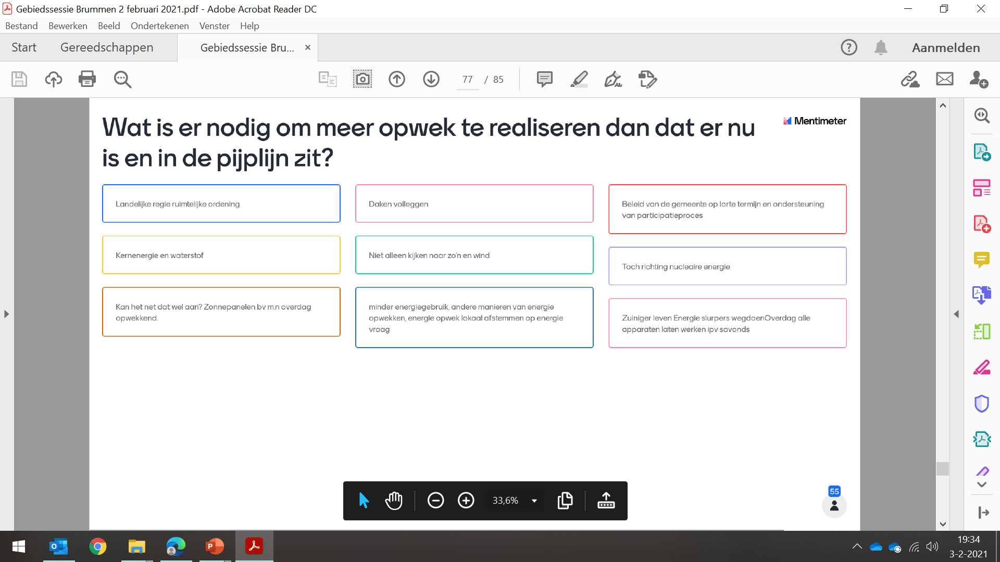 Gebiedssessie Brummen 2 februari 2021.pdf - Adobe Acrobat Reader DC
Bestand Bewerken Beeld Ondertekenen Venster Help
Start Gereedschappen Gebiedssessie Bru... Aanmelden
77 / 85
Wat is er nodig om meer opwek te realiseren dan dat er nu
is en in de pijplijn zit?
Mentimeter
Landelijke regie ruimtelijke ordening
Kernenergie en waterstof
Kan het net dat wel aan? Zonnepanelen bv m.n overdag
opwekkend.
Daken volleggen
Niet alleen kijken naar zo'n en wind
minder energiegebruik, andere manieren van energie
opwekken, energie opwek lokaal afstemmen op energie
vraag
Beleid van de gemeente op lorte termijn en ondersteuning
van participatieproces
Toch richting nucleaire energie
Zuiniger leven Energie slurpers wegdoenOverdag alle
apparaten laten werken ipv savonds
33,6%
55
19:34
3-2-2021